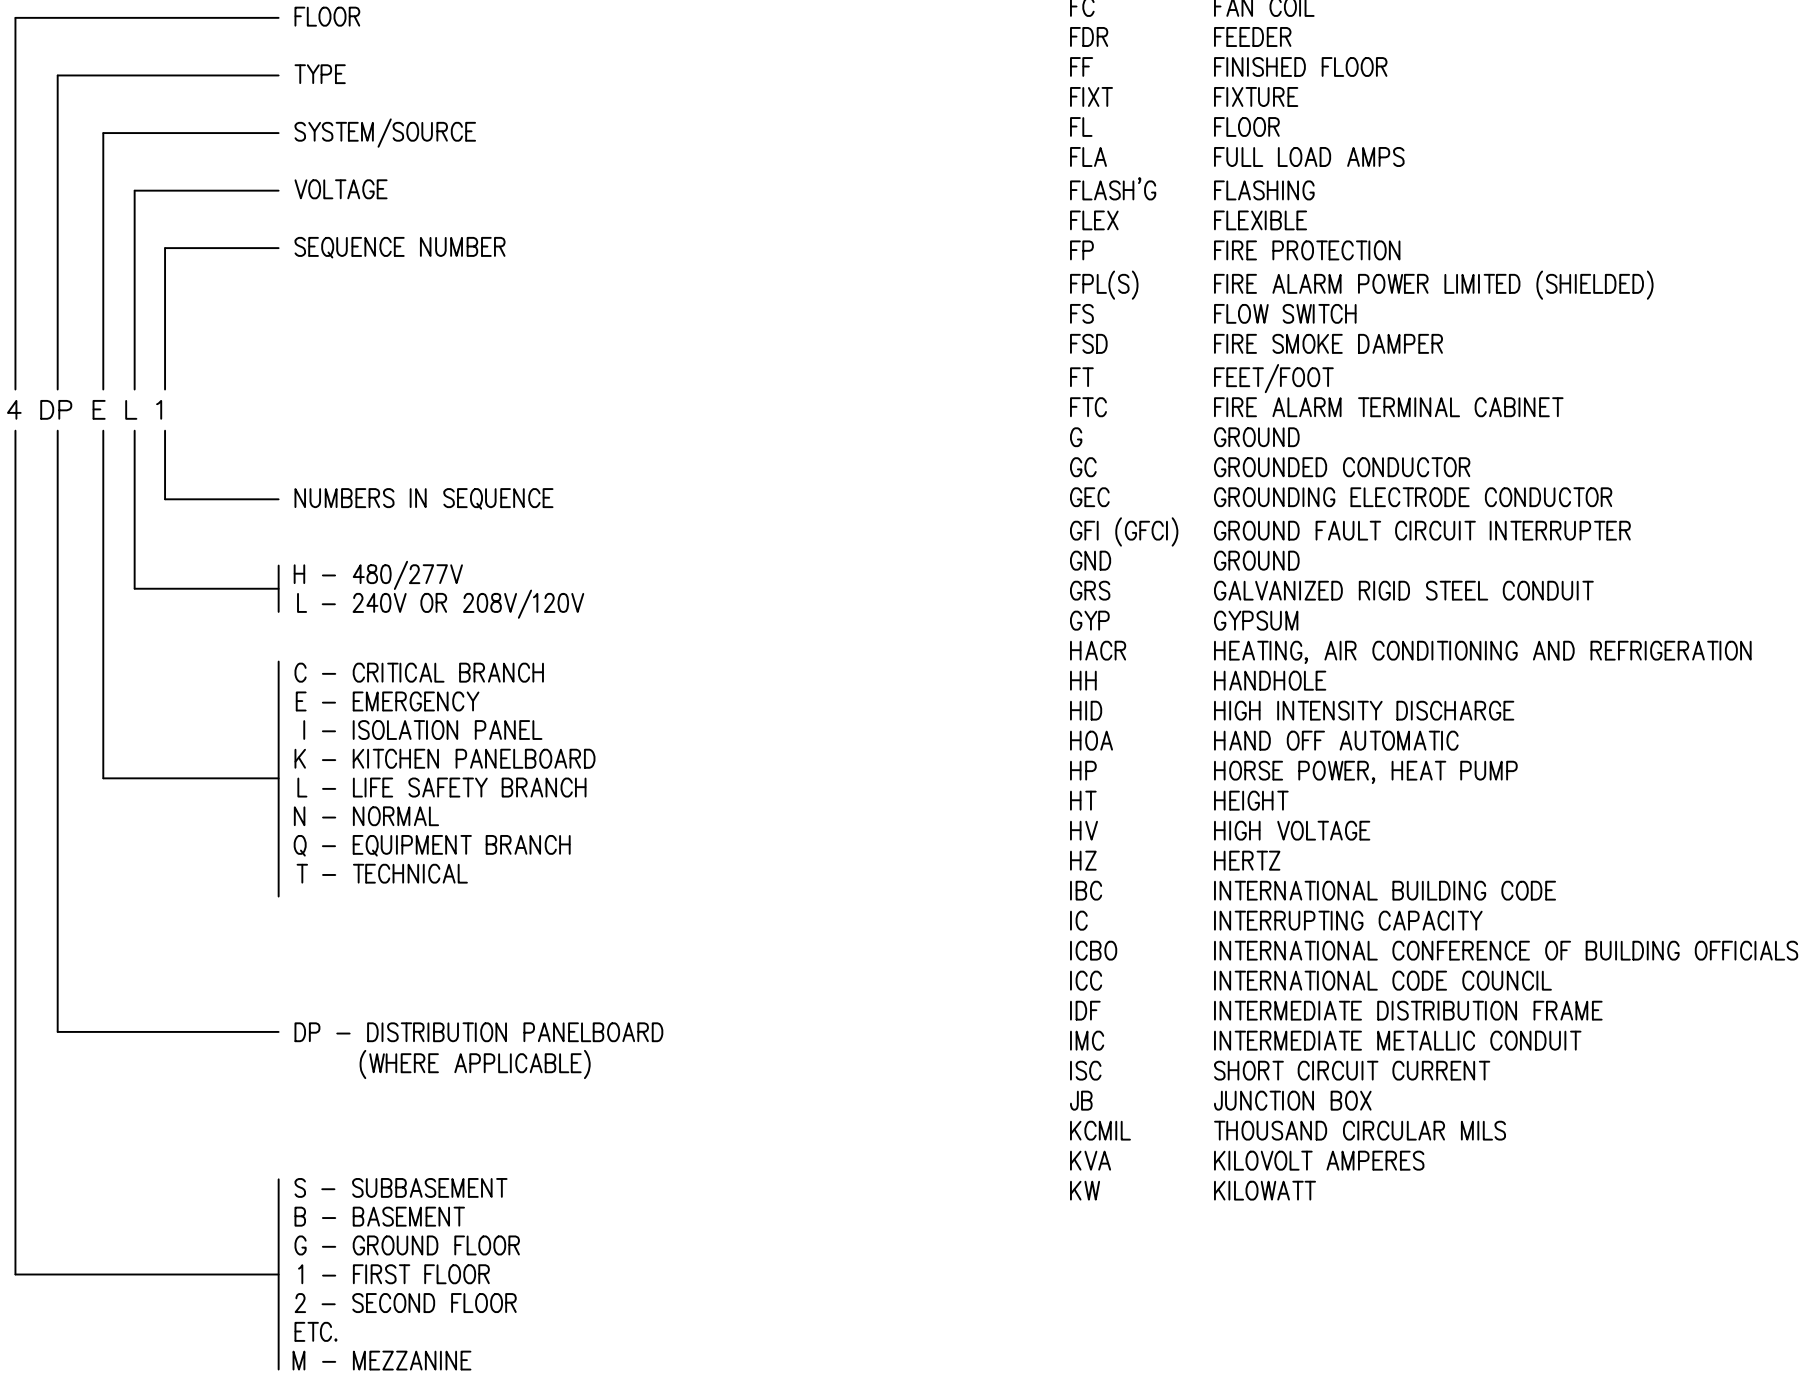 FLOOR
TYPE
SYSTEM/SOURCE
VOLTAGE
SEQUENCE NUMBER
4 DP E L 1
NUMBERS IN SEQUENCE
H – 480/277V
L – 240V OR 208V/120V
C – CRITICAL BRANCH
E – EMERGENCY
I – ISOLATION PANEL
K – KITCHEN PANELBOARD
L – LIFE SAFETY BRANCH
N – NORMAL
Q – EQUIPMENT BRANCH
T – TECHNICAL
DP – DISTRIBUTION PANELBOARD
(WHERE APPLICABLE)
S – SUBBASEMENT
B – BASEMENT
G – GROUND FLOOR
1 – FIRST FLOOR
2 – SECOND FLOOR
ETC.
M – MEZZANINE
FC FAN COIL
FDR FEEDER
FF FINISHED FLOOR
FIXT FIXTURE
FL FLOOR
FLA FULL LOAD AMPS
FLASH'G FLASHING
FLEX FLEXIBLE
FP FIRE PROTECTION
FPL(S) FIRE ALARM POWER LIMITED (SHIELDED)
FS FLOW SWITCH
FSD FIRE SMOKE DAMPER
FT FEET/FOOT
FTC FIRE ALARM TERMINAL CABINET
G GROUND
GC GROUNDED CONDUCTOR
GEC GROUNDING ELECTRODE CONDUCTOR
GFI (GFCI) GROUND FAULT CIRCUIT INTERRUPTER
GND GROUND
GRS GALVANIZED RIGID STEEL CONDUIT
GYP GYPSUM
HACR HEATING, AIR CONDITIONING AND REFRIGERATION
HH HANDHOLE
HID HIGH INTENSITY DISCHARGE
HOA HAND OFF AUTOMATIC
HP HORSE POWER, HEAT PUMP
HT HEIGHT
HV HIGH VOLTAGE
HZ HERTZ
IBC INTERNATIONAL BUILDING CODE
IC INTERRUPTING CAPACITY
ICBO INTERNATIONAL CONFERENCE OF BUILDING OFFICIALS
ICC INTERNATIONAL CODE COUNCIL
IDF INTERMEDIATE DISTRIBUTION FRAME
IMC INTERMEDIATE METALLIC CONDUIT
ISC SHORT CIRCUIT CURRENT
JB JUNCTION BOX
KCMIL THOUSAND CIRCULAR MILS
KVA KILOVOLT AMPERES
KW KILOWATT